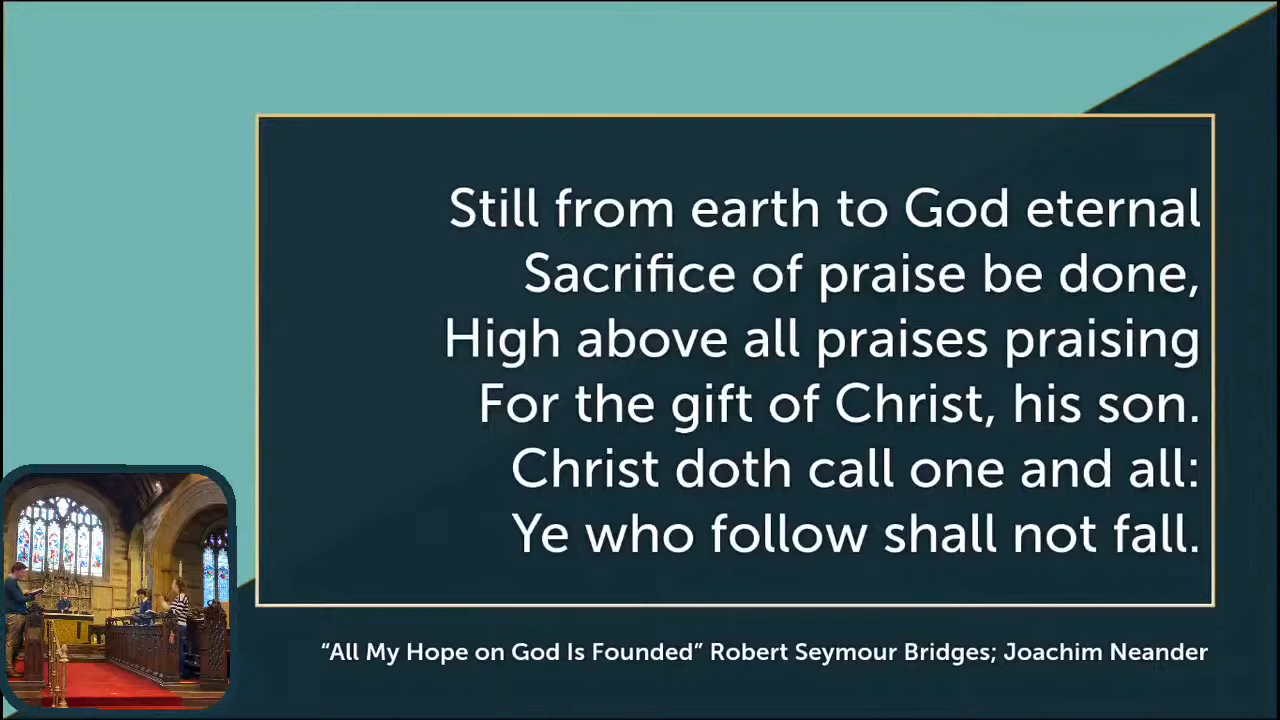 Still from earth to God eternal
Sacrifice of praise be done,
High above all praises praising
For the gift of Christ, his son.
Christ doth call one and all:
Ye who follow shall not fall.
“All My Hope on God Is Founded” Robert Seymour Bridges; Joachim Neander